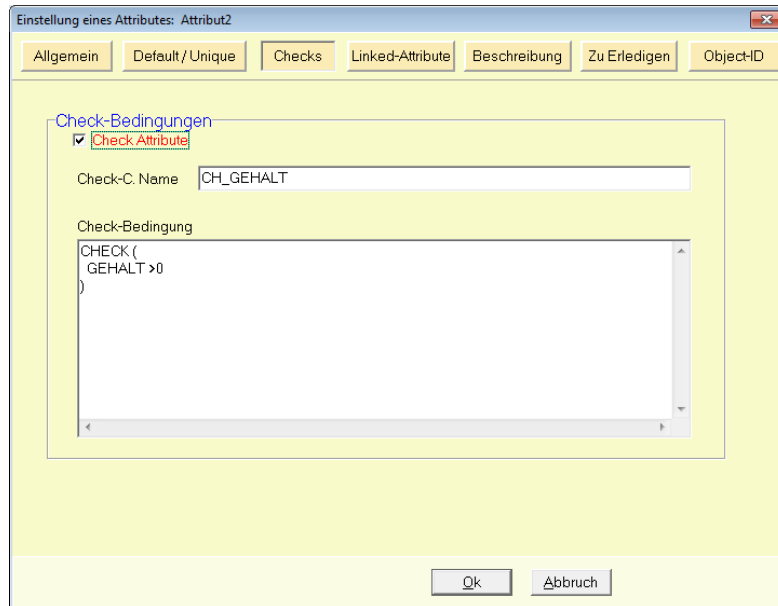 Einstellung eines Attributes: Attribut2
Allgemein Default / Unique Checks Linked-Attribute Beschreibung Zu Erledigen Object-ID
Check-Bedingungen
Check Attribute
Check-C. Name CH_GEHALT
Check-Bedingung
CHECK (
GEHALT >0
)
Ok Abbruch